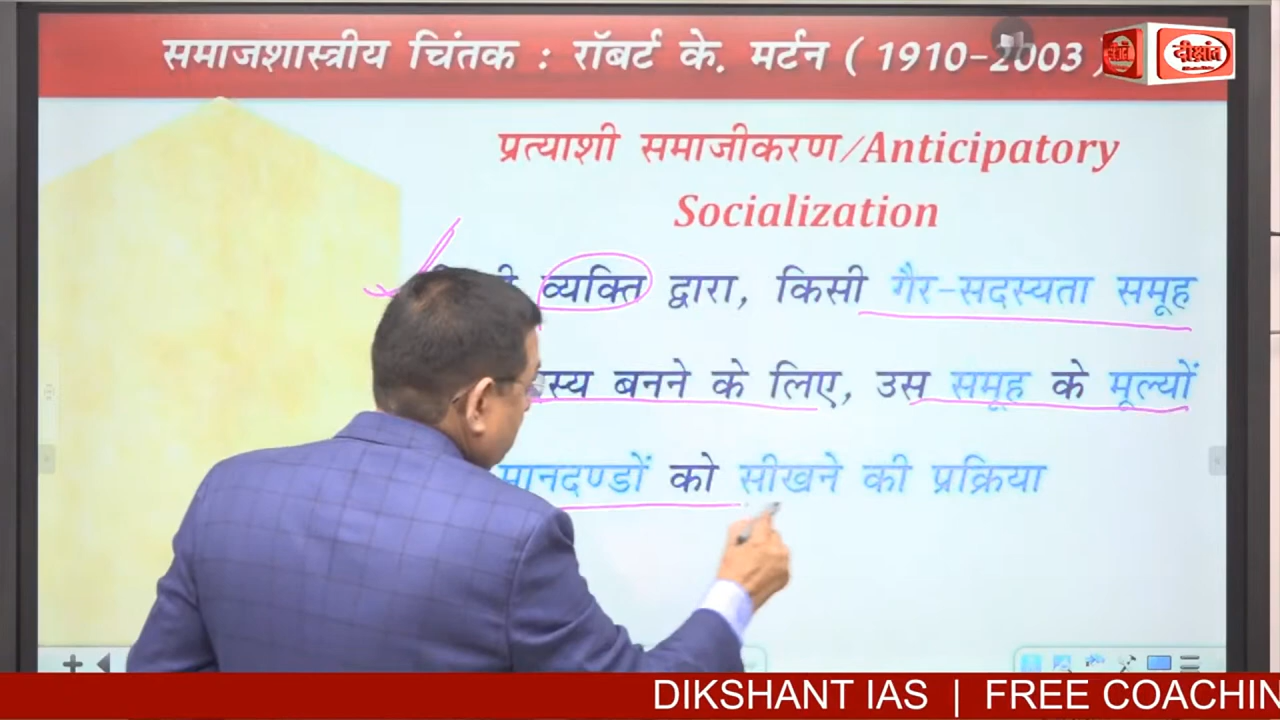 समाजशास्त्रीय चिंतक : रॉबर्ट के. मर्टन ( 1910-2003 )
दीक्षांत
प्रत्याशी समाजीकरण/Anticipatory
Socialization
व्यक्ति द्वारा, किसी गैर-सदस्यता समूह
बनने के लिए, उस समूह के मूल्यों
मानदण्डों को सीखने की प्रक्रिया
DIKSHANT IAS | FREE COACHIN